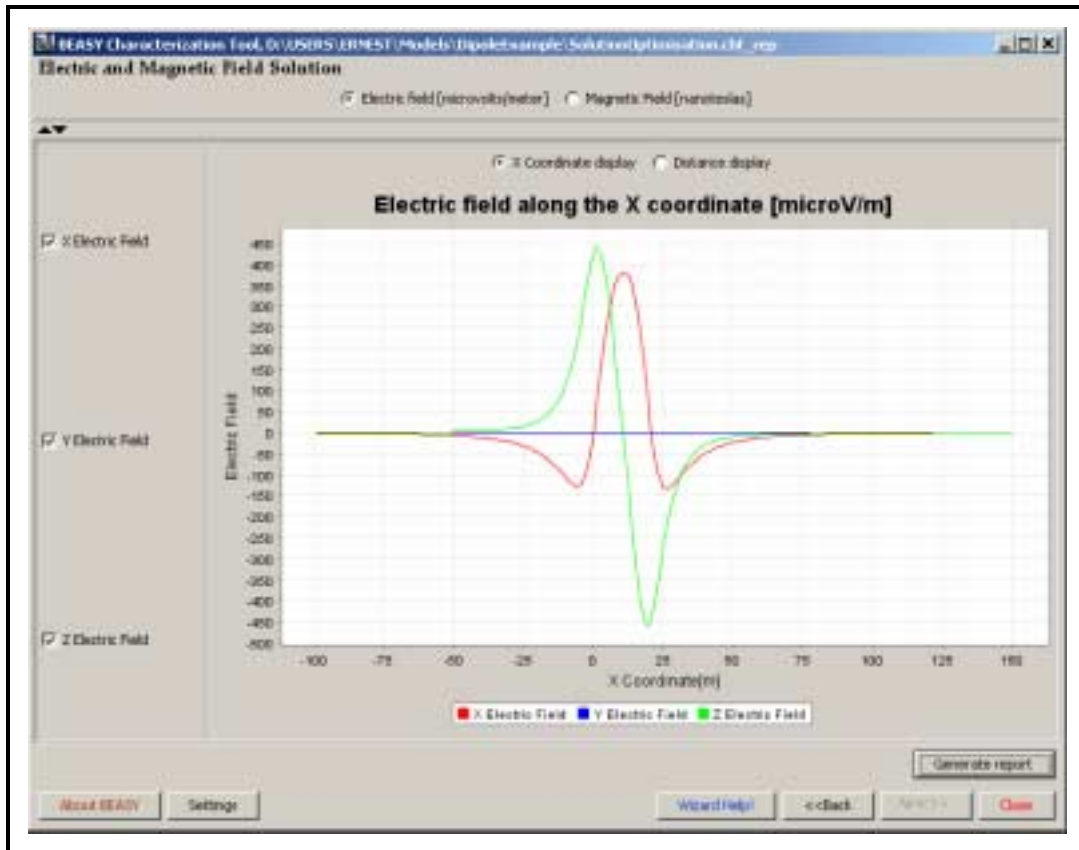 BEASY Characterization Tool, D:\USERS\ERNEST\Models\DipoleExample\SolutionOptimisation.chf_rep
Electric and Magnetic Field Solution
Electric field [microvolts/meter] Magnetic Field [nanoteslas]
X Coordinate display Distance display
Electric field along the X coordinate [microV/m]
X Electric Field
Y Electric Field
Z Electric Field
Electric Field
450
400
350
300
250
200
150
100
50
0
-50
-100
-150
-200
-250
-300
-350
-400
-450
-500
-100 -75 -50 -25 0 25 50 75 100 125 150
X Coordinate[m]
X Electric Field Y Electric Field Z Electric Field
Generate report
About BEASY Settings Wizard Help! <<Back Next>> Close